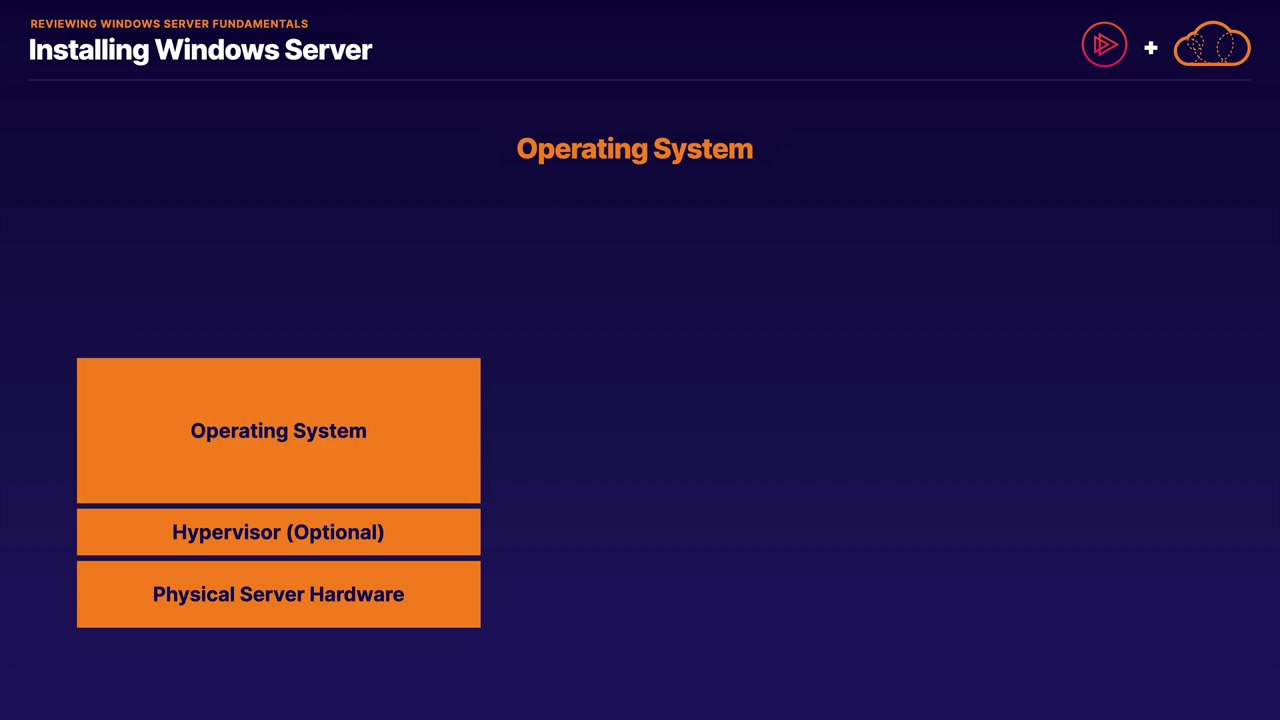 REVIEWING WINDOWS SERVER FUNDAMENTALS
Installing Windows Server
+
Operating System
Operating System
Hypervisor (Optional)
Physical Server Hardware